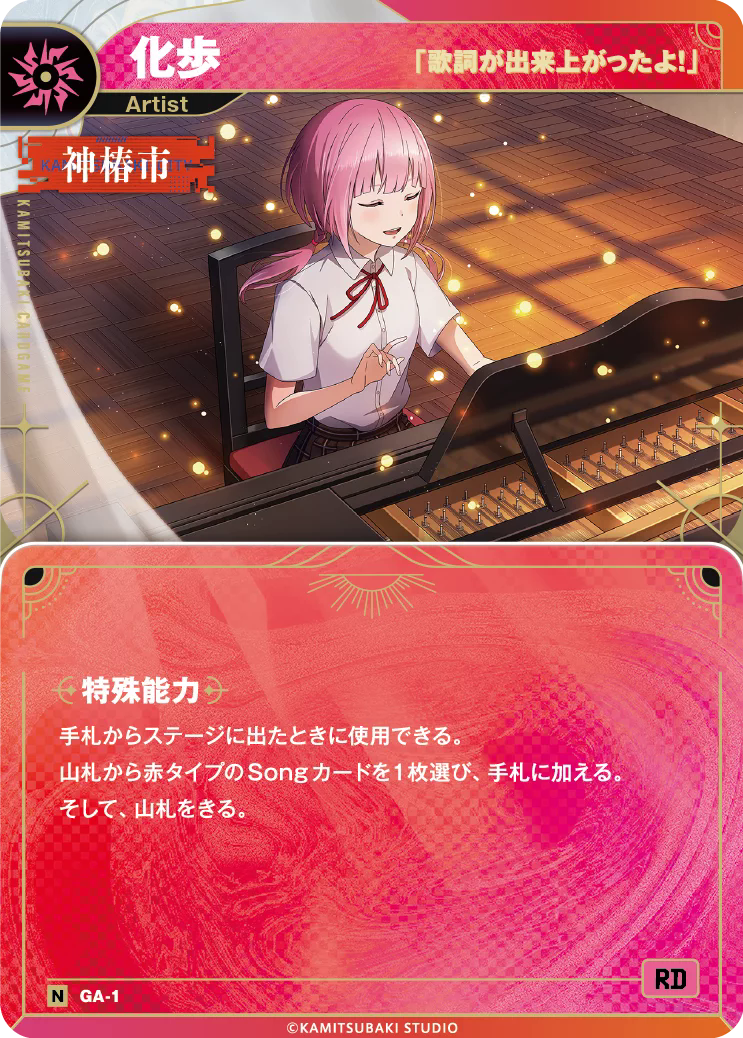 化歩
「歌詞が出来上がったよ!」
Artist
神椿市
KAMITSUBAKI CARDGAME
特殊能力
手札からステージに出たときに使用できる。
山札から赤タイプのSongカードを1枚選び、手札に加える。
そして、山札をきる。
RD
N GA-1
©KAMITSUBAKI STUDIO